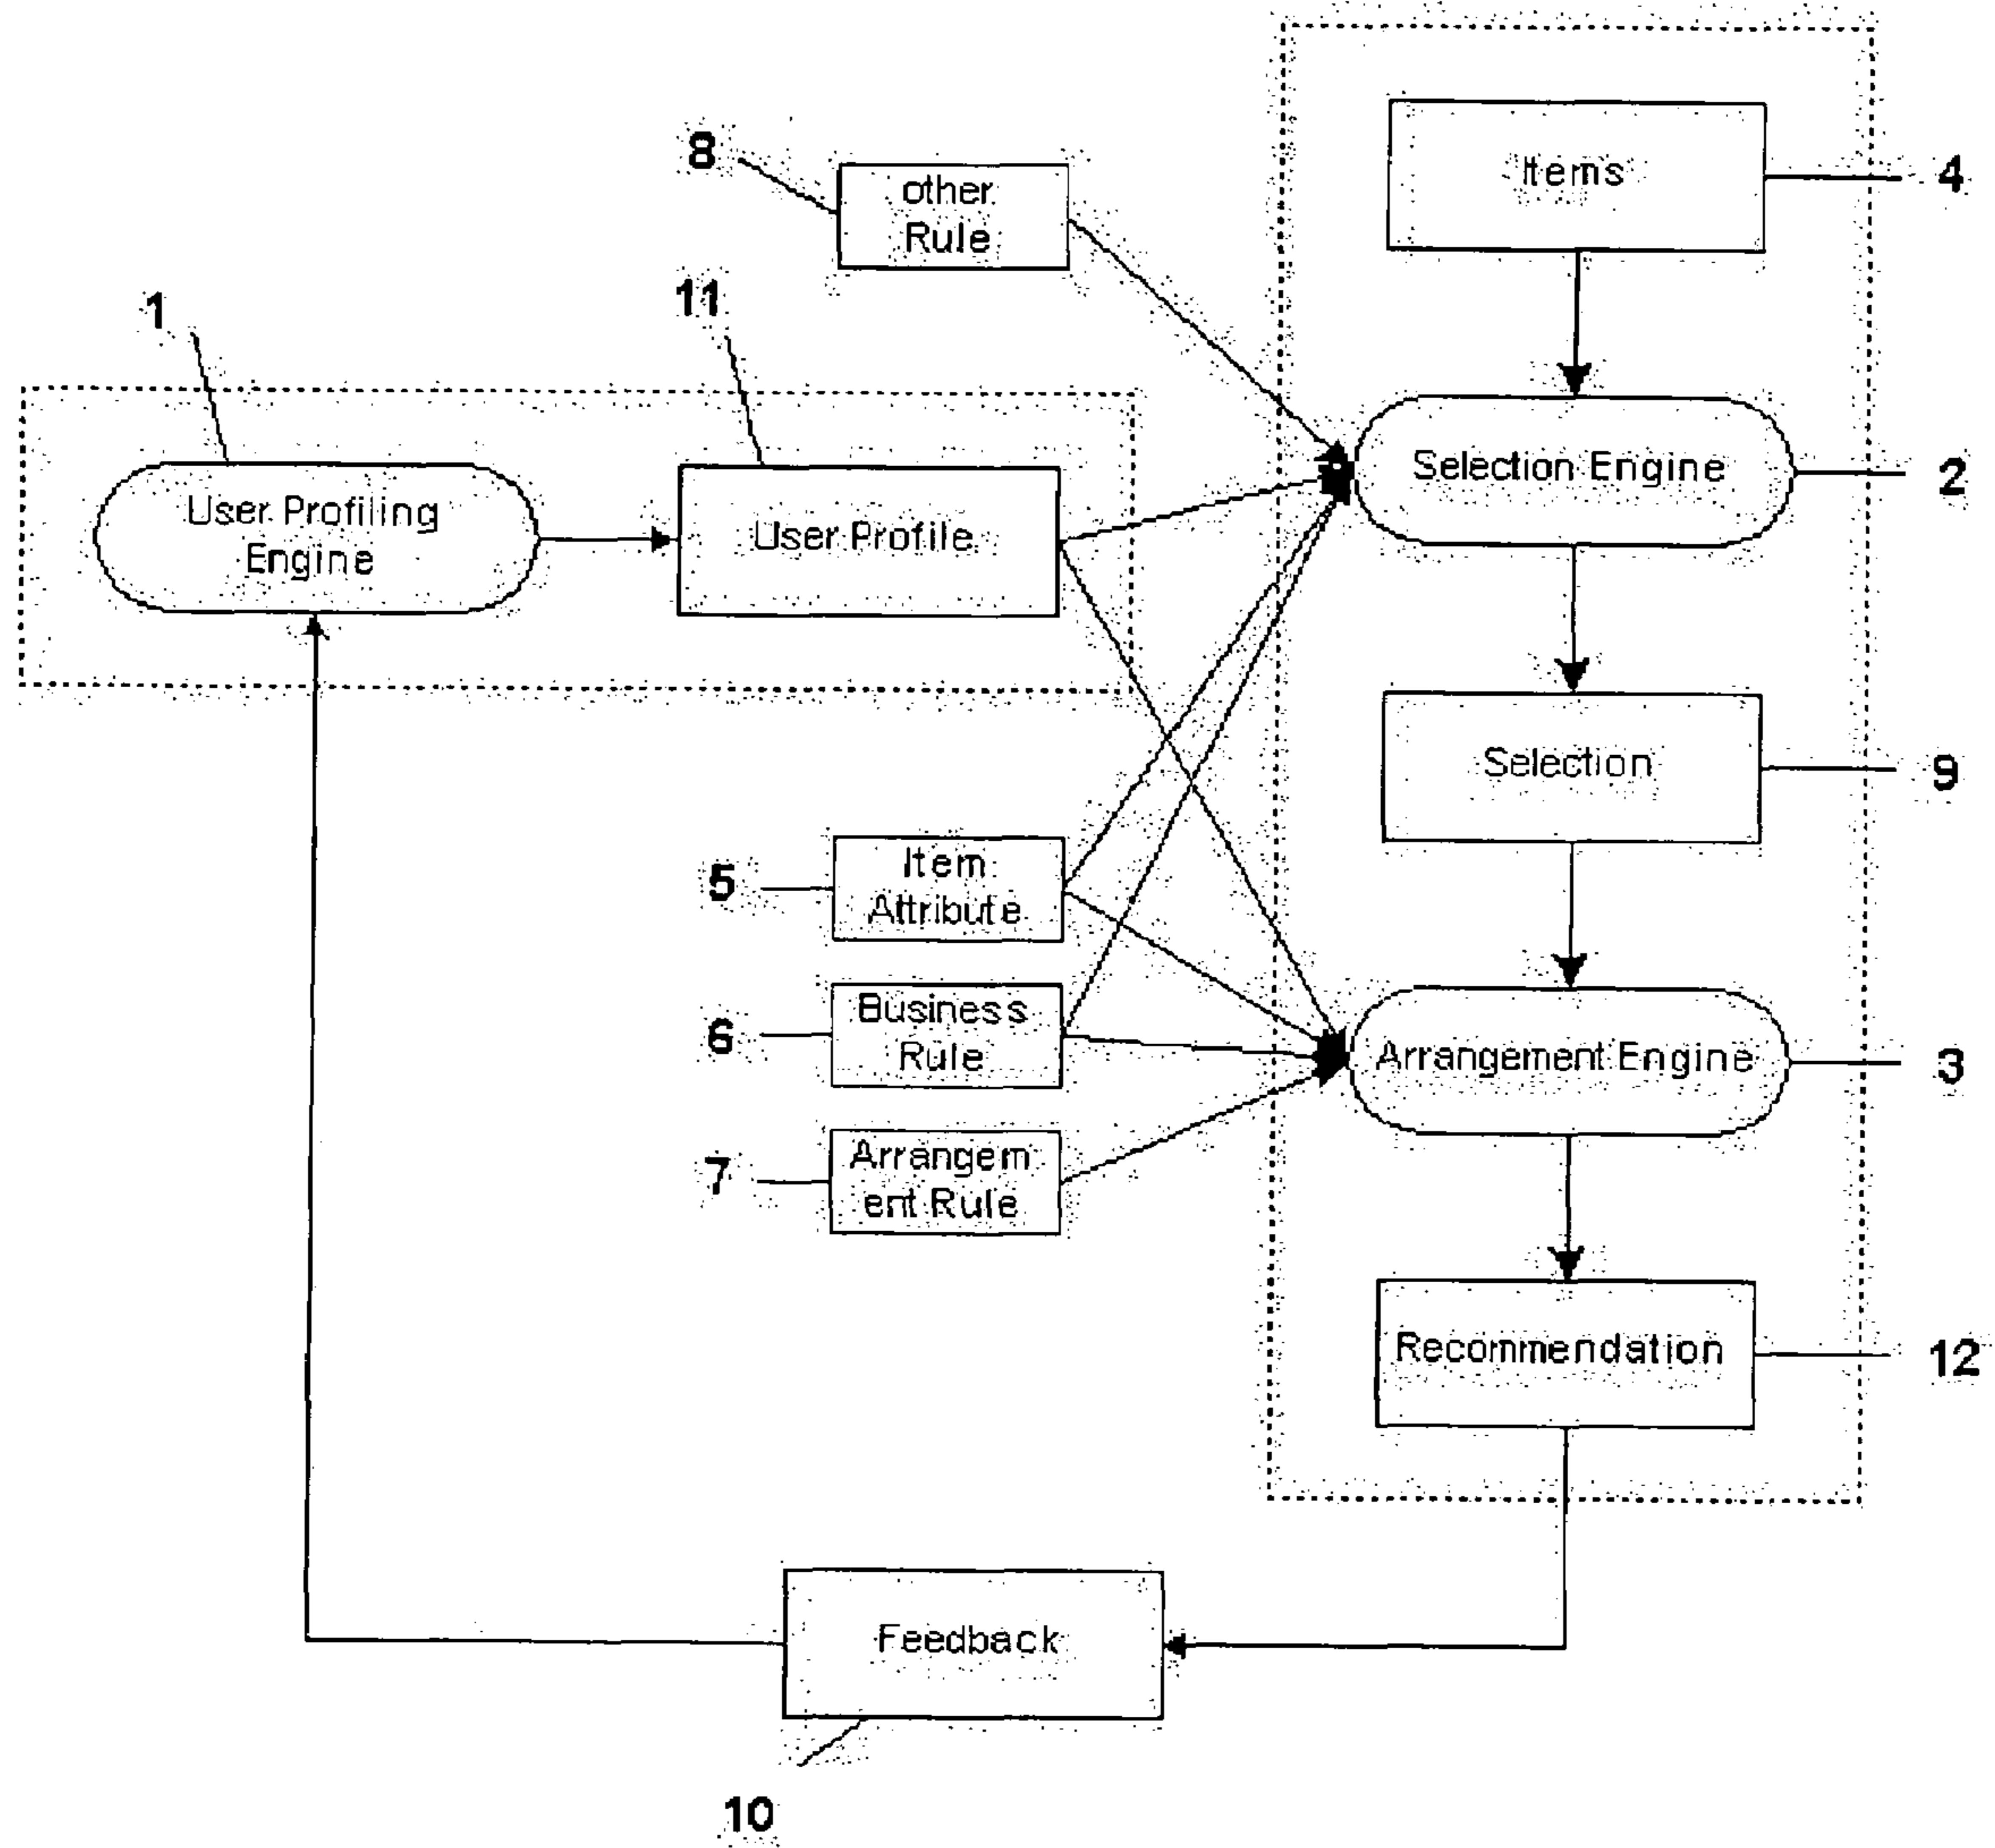 Items
4
8
other
Rule
1
11
Selection Engine
2
User Profiling
Engine
User Profile
Selection
9
5
Item
Attribute
6
Business
Rule
Arrangement Engine
3
7
Arrangem
ent Rule
Recommendation
12
Feedback
10